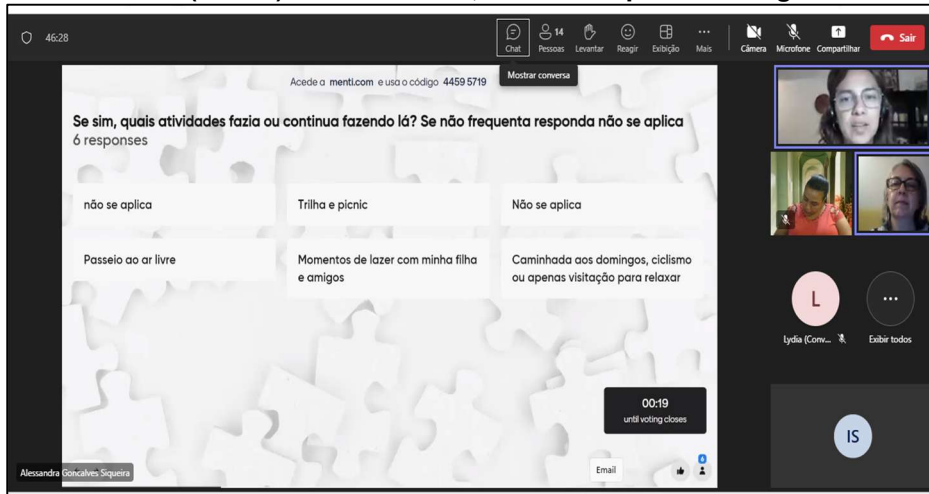 46:28
Chat
14
Pessoas
Levantar
Reagir
Exibição
Mais
Câmera
Microfone
Compartilhar
Sair
Mostrar conversa
Acede a menti.com e usa o código 4459 5719
Se sim, quais atividades fazia ou continua fazendo lá? Se não frequenta responda não se aplica
6 responses
não se aplica
Trilha e picnic
Não se aplica
Passeio ao ar livre
Momentos de lazer com minha filha
e amigos
Caminhada aos domingos, ciclismo
ou apenas visitação para relaxar
00:19
until voting closes
Email
6
Alessandra Goncalves Siqueira
L
Lydia (Conv...
Exibir todos
IS